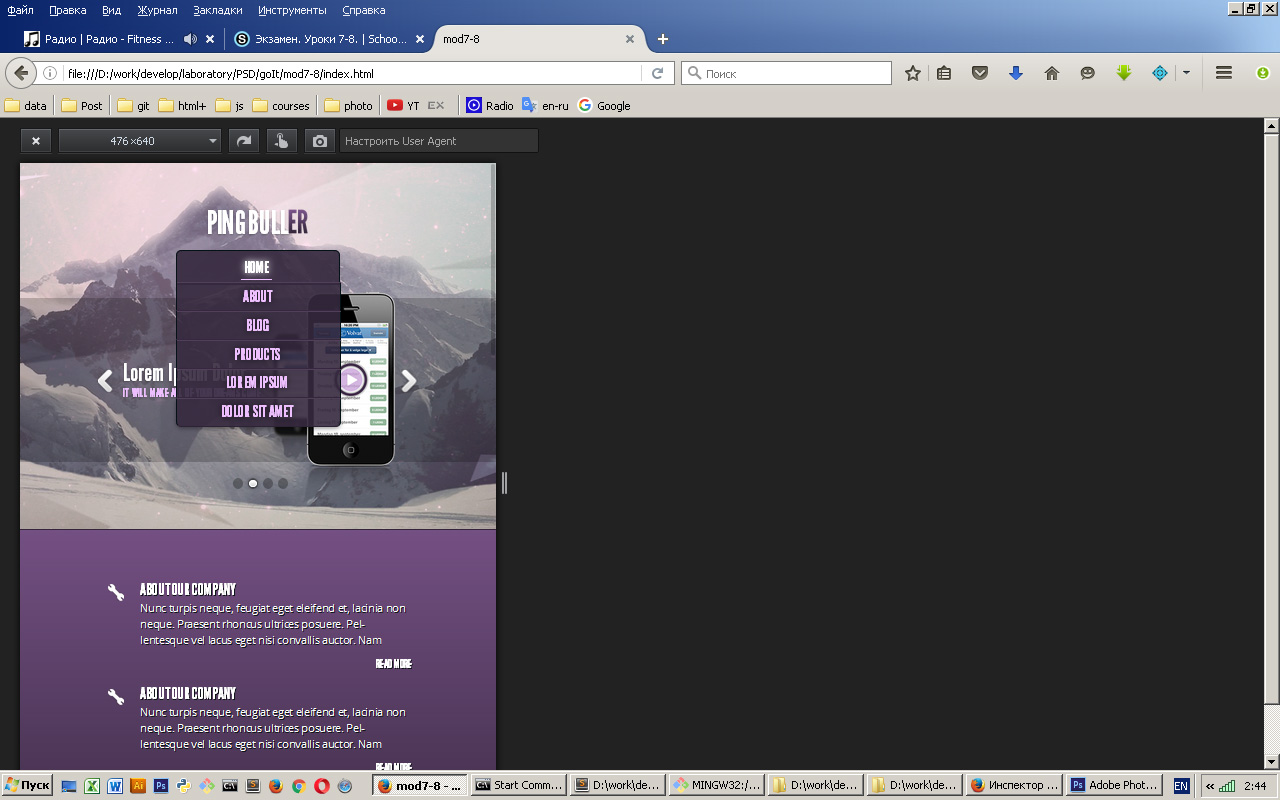 Файл Правка Вид Журнал Закладки Инструменты Справка
Радио | Радио - Fitness ... Экзамен. Уроки 7-8. | Schoo... mod7-8
file:///D:/work/develop/laboratory/PSD/goIt/mod7-8/index.html Поиск
data Post git html+ js courses photo YT EX Radio en-ru Google
476×640 Настроить User Agent
PINGBULLER
HOME
ABOUT
BLOG
PRODUCTS
Lorem
LOREM IPSUM
IT WILL MAKE
DOLOR SIT AMET
ABOUT OUR COMPANY
Nunc turpis neque, feugiat eget eleifend et, lacinia non
neque. Praesent rhoncus ultrices posuere. Pel-
lentesque vel lacus eget nisi convallis auctor. Nam
READ MORE
ABOUT OUR COMPANY
Nunc turpis neque, feugiat eget eleifend et, lacinia non
neque. Praesent rhoncus ultrices posuere. Pel-
lentesque vel lacus eget nisi convallis auctor. Nam
READ MORE
Пуск mod7-8 - ... Start Comm... D:\work\de... MINGW32:/... D:\work\de... D:\work\de... Инспектор ... Adobe Phot... EN 2:44